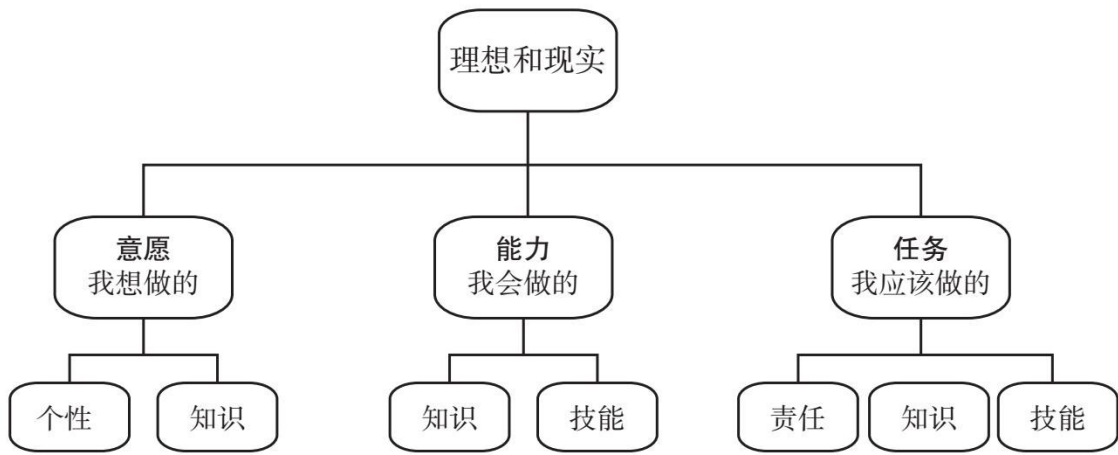 理想和现实
意愿
我想做的
能力
我会做的
任务
我应该做的
个性
知识
知识
技能
责任
知识
技能